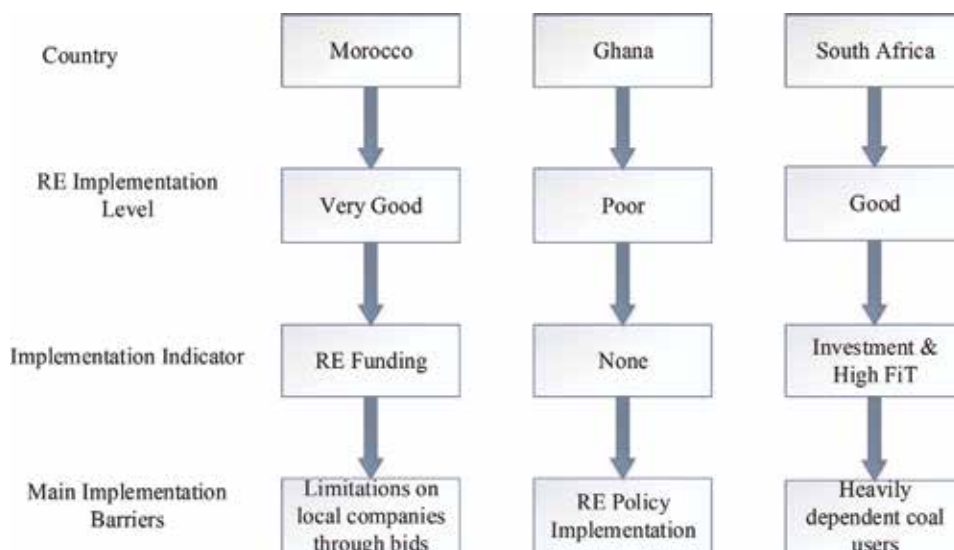 Country
Morocco
Ghana
South Africa
RE Implementation
Level
Very Good
Poor
Good
Implementation Indicator
RE Funding
None
Investment &
High FiT
Main Implementation
Barriers
Limitations on
local companies
through bids
RE Policy
Implementation
Heavily
dependent coal
users